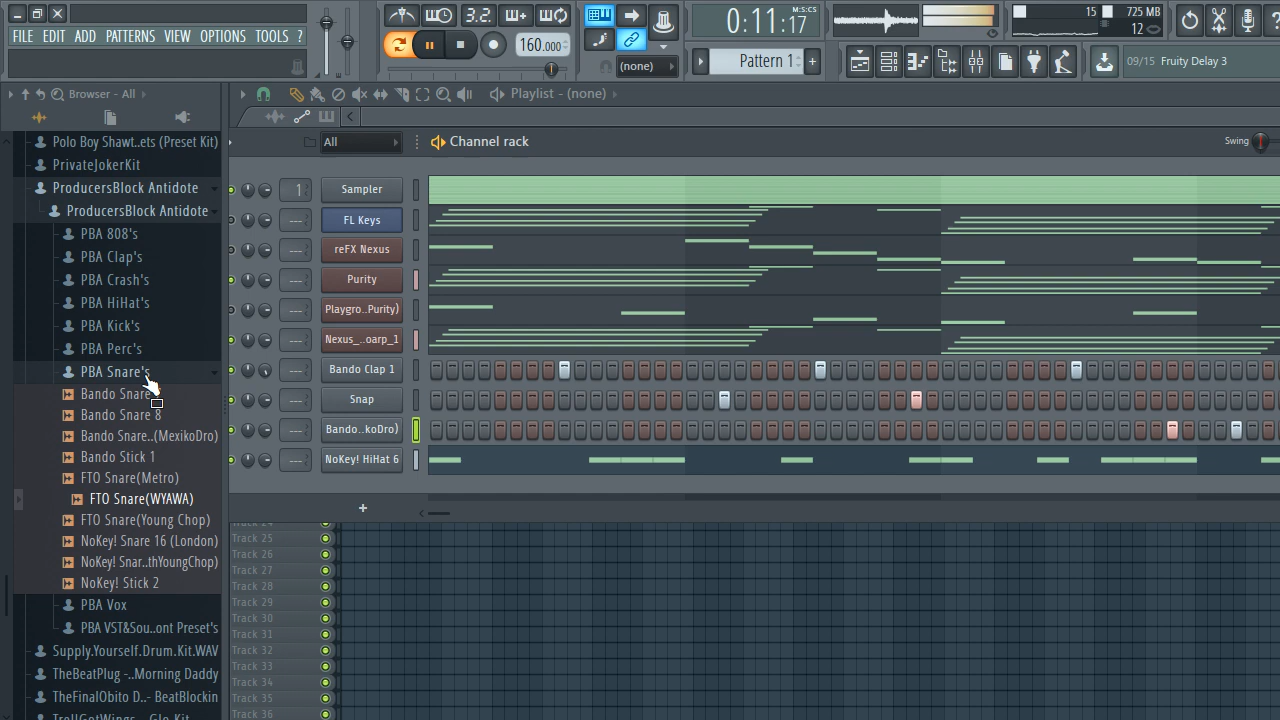 FILE EDIT ADD PATTERNS VIEW OPTIONS TOOLS ?
3.2.
160.000
(none)
0:11:17
M:S:CS
Pattern 1
15
725 MB
12
09/15 Fruity Delay 3
Browser - All
Playlist - (none)
All
Channel rack
Swing
Polo Boy Shawt..ets (Preset Kit)
PrivateJokerKit
ProducersBlock Antidote
ProducersBlock Antidote
PBA 808's
PBA Clap's
PBA Crash's
PBA HiHat's
PBA Kick's
PBA Perc's
PBA Snare's
Bando Snare
Bando Snare 8
Bando Snare..(MexikoDro)
Bando Stick 1
FTO Snare(Metro)
FTO Snare(WYAWA)
FTO Snare(Young Chop)
NoKey! Snare 16 (London)
NoKey! Snar..thYoungChop)
NoKey! Stick 2
PBA Vox
PBA VST&Sou..ont Preset's
Supply.Yourself.Drum.Kit.WAV
TheBeatPlug -..Morning Daddy
TheFinalObito D..- BeatBlockin
TrollGotWings - Glo Kit
1 Sampler
--- FL Keys
--- reFX Nexus
--- Purity
--- Playgro..Purity)
--- Nexus_..oarp_1
--- Bando Clap 1
--- Snap
--- Bando..koDro)
--- NoKey! HiHat 6
+
Track 24
Track 25
Track 26
Track 27
Track 28
Track 29
Track 30
Track 31
Track 32
Track 33
Track 34
Track 35
Track 36